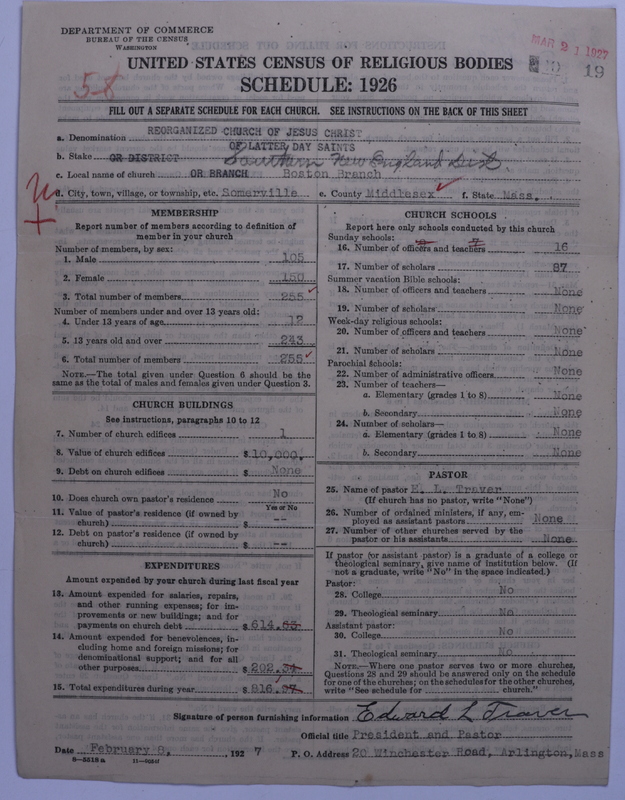 DEPARTMENT OF COMMERCE
BUREAU OF THE CENSUS
WASHINGTON
MAR 21 1927
19
58
UNITED STATES CENSUS OF RELIGIOUS BODIES
SCHEDULE: 1926
FILL OUT A SEPARATE SCHEDULE FOR EACH CHURCH. SEE INSTRUCTIONS ON THE BACK OF THIS SHEET
a. Denomination REORGANIZED CHURCH OF JESUS CHRIST
OF LATTER DAY SAINTS
b. Stake OR DISTRICT Southern New England Dist.
c. Local name of church OR BRANCH Boston Branch
d. City, town, village, or township, etc. Somerville e. County Middlesex f. State Mass.
MEMBERSHIP
Report number of members according to definition of
member in your church
Number of members, by sex:
1. Male 105
2. Female 150
3. Total number of members 255
Number of members under and over 13 years old:
4. Under 13 years of age 12
5. 13 years old and over 243
6. Total number of members 255
NOTE.—The total given under Question 6 should be
same as the total of males and females given under Question 3.
CHURCH BUILDINGS
See instructions, paragraphs 10 to 12
7. Number of church edifices 1
8. Value of church edifices $10,000.
9. Debt on church edifices $ None
10. Does church own pastor's residence No
Yes or No
11. Value of pastor's residence (if owned by
church) $ --
12. Debt on pastor's residence (if owned by
church) $ --
EXPENDITURES
Amount expended by your church during last fiscal year
13. Amount expended for salaries, repairs,
and other running expenses; for im-
provements or new buildings; and for
payments on church debt $614.63
14. Amount expended for benevolences, in-
cluding home and foreign missions; for
denominational support; and for all
other purposes $202.34
15. Total expenditures during year $816.97
CHURCH SCHOOLS
Report here only schools conducted by this church
Sunday schools:
16. Number of officers and teachers 16
17. Number of scholars 87
Summer vacation Bible schools:
18. Number of officers and teachers None
19. Number of scholars None
Week-day religious schools:
20. Number of officers and teachers None
21. Number of scholars None
Parochial schools:
22. Number of administrative officers None
23. Number of teachers—
a. Elementary (grades 1 to 8) None
b. Secondary None
24. Number of scholars—
a. Elementary (grades 1 to 8) None
b. Secondary None
PASTOR
25. Name of pastor E. L. Traver
(If church has no pastor, write "None")
26. Number of ordained ministers, if any, em-
ployed as assistant pastors None
27. Number of other churches served by the
pastor or his assistants None
If pastor (or assistant pastor) is a graduate of a college or
theological seminary, give name of institution below. (If
not a graduate, write "No" in the space indicated.)
Pastor:
28. College No
29. Theological seminary No
Assistant pastor:
30. College No
31. Theological seminary No
NOTE.—Where one pastor serves two or more churches,
Questions 28 and 29 should be answered only on the schedule
for one of the churches; on the schedules for the other churches,
write "See schedule for church."
Signature of person furnishing information Edward L Traver
Official title President and Pastor
Date February 8, 1927 P. O. Address 20 Winchester Road, Arlington, Mass
8—5518a